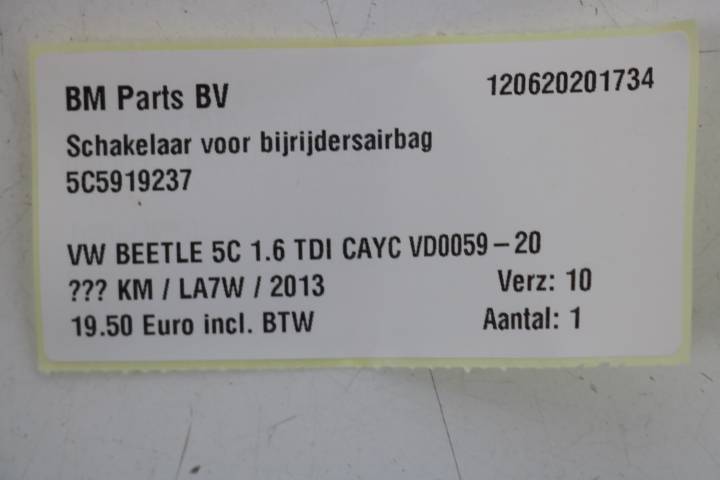 BM Parts BV 120620201734
Schakelaar voor bijrijdersairbag
5C5919237
VW BEETLE 5C 1.6 TDI CAYC VD0059-20
??? KM / LA7W / 2013 Verz: 10
19.50 Euro incl. BTW Aantal: 1